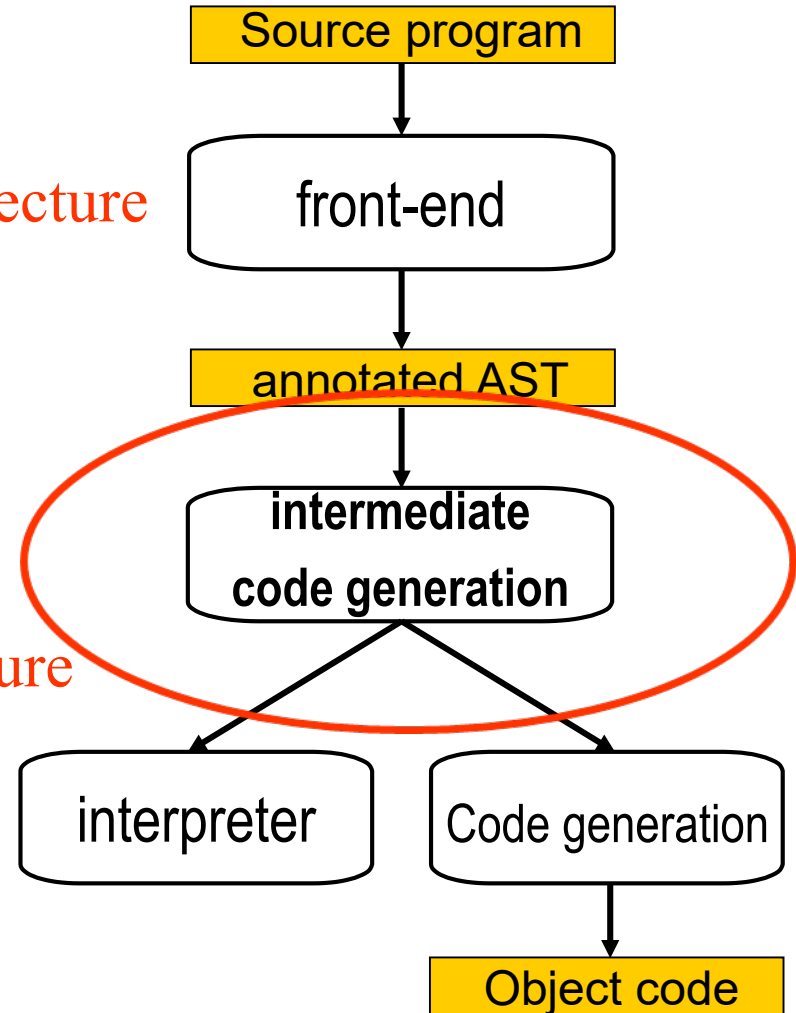 Source program
front-end
ecture
annotated AST
intermediate
code generation
ure
interpreter
Code generation
Object code